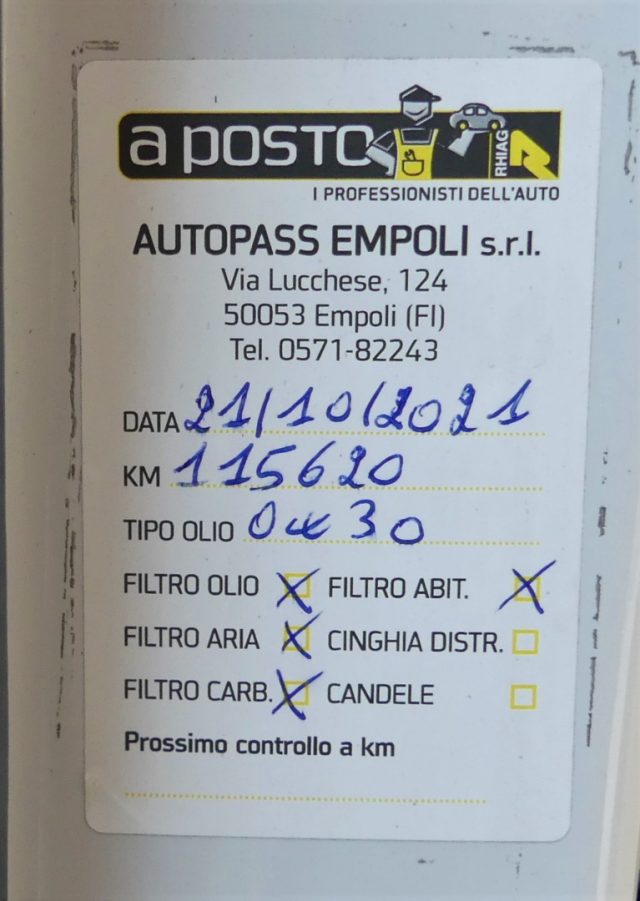 a posto
RHIAG
I PROFESSIONISTI DELL'AUTO
AUTOPASS EMPOLI s.r.l.
Via Lucchese, 124
50053 Empoli (FI)
Tel. 0571-82243
DATA 21/10/2021
KM 115620
TIPO OLIO 0w30
FILTRO OLIO X FILTRO ABIT. X
FILTRO ARIA X CINGHIA DISTR.
FILTRO CARB. X CANDELE
Prossimo controllo a km